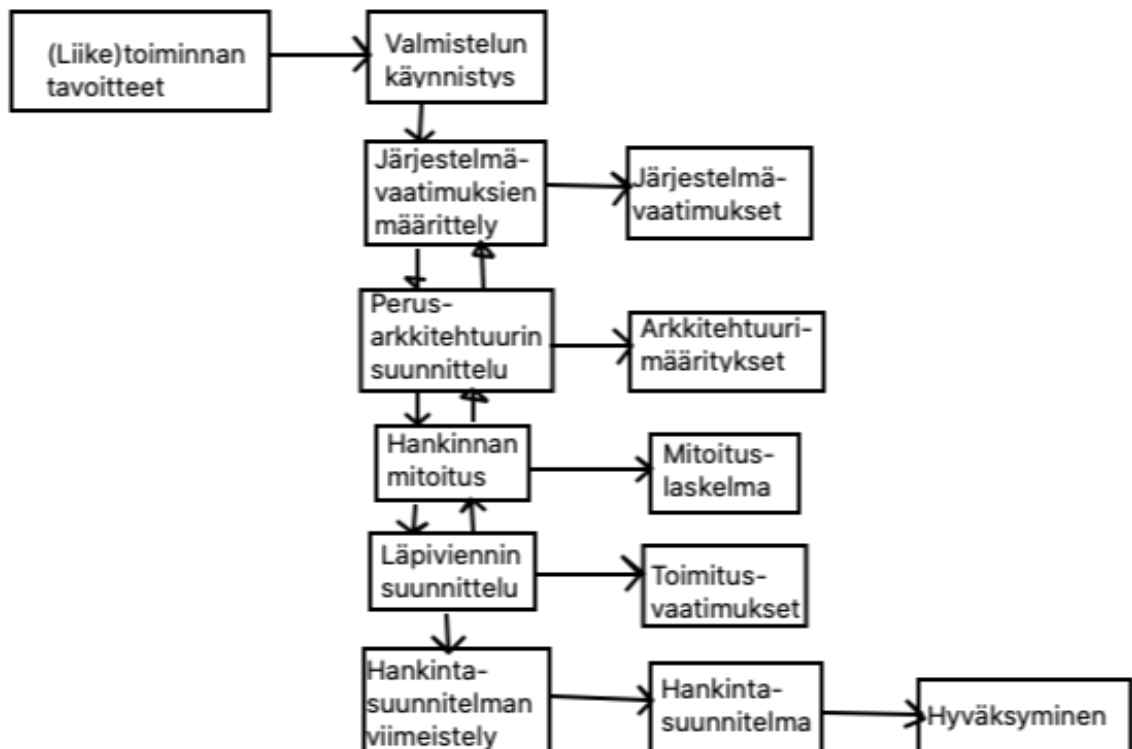 (Liike)toiminnan
tavoitteet
Valmistelun
käynnistys
Järjestelmä-
vaatimuksien
määrittely
Järjestelmä-
vaatimukset
Perus-
arkkitehtuurin
suunnittelu
Arkkitehtuuri-
määritykset
Hankinnan
mitoitus
Mitoitus-
laskelma
Läpiviennin
suunnittelu
Toimitus-
vaatimukset
Hankinta-
suunnitelman
viimeistely
Hankinta-
suunnitelma
Hyväksyminen